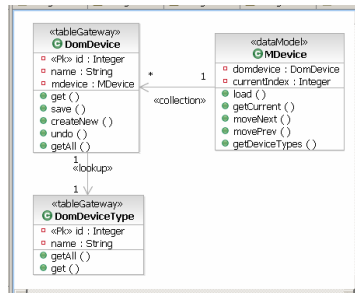 «tableGateway»
DomDevice
«Pk» id : Integer
name : String
mdevice : MDevice
get ()
save ()
createNew ()
undo ()
getAll ()
«dataModel»
MDevice
domdevice : DomDevice
currentIndex : Integer
load ()
getCurrent ()
moveNext ()
movePrev ()
getDeviceTypes ()
* 1
«collection»
1
«lookup»
1
«tableGateway»
DomDeviceType
«Pk» id : Integer
name : String
getAll ()
get ()